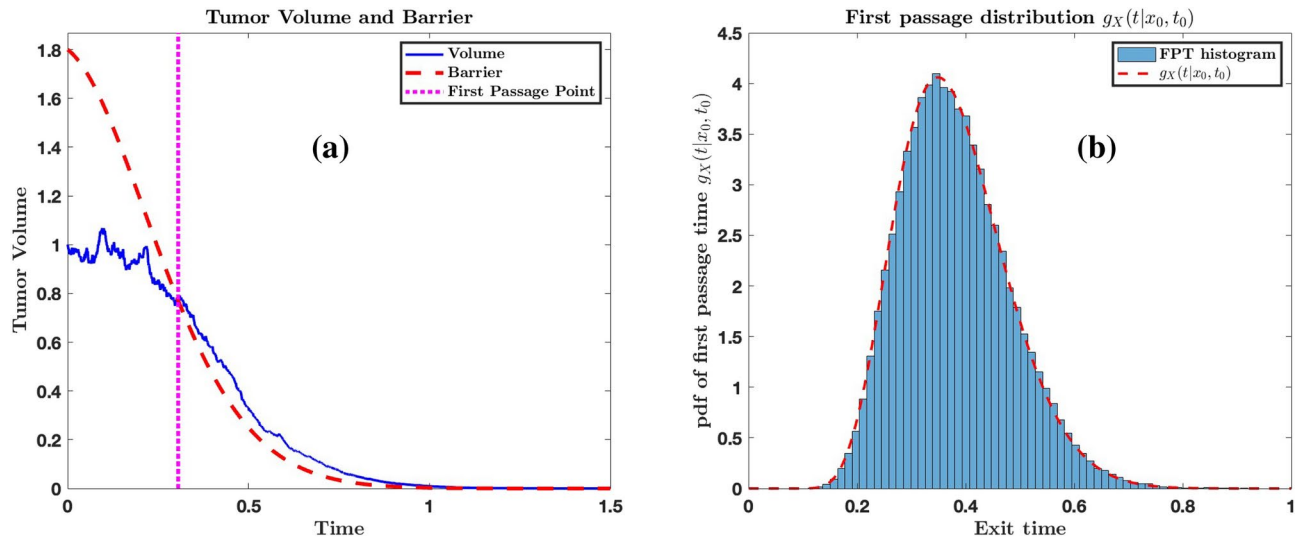 Tumor Volume and Barrier
Volume
Barrier
First Passage Point
(a)
Tumor Volume
1.8
1.6
1.4
1.2
1
0.8
0.6
0.4
0.2
0
0
0.5
1
1.5
Time
First passage distribution g_X(t|x_0, t_0)
FPT histogram
g_X(t|x_0, t_0)
(b)
pdf of first passage time g_X(t|x_0, t_0)
4.5
4
3.5
3
2.5
2
1.5
1
0.5
0
0
0.2
0.4
0.6
0.8
1
Exit time